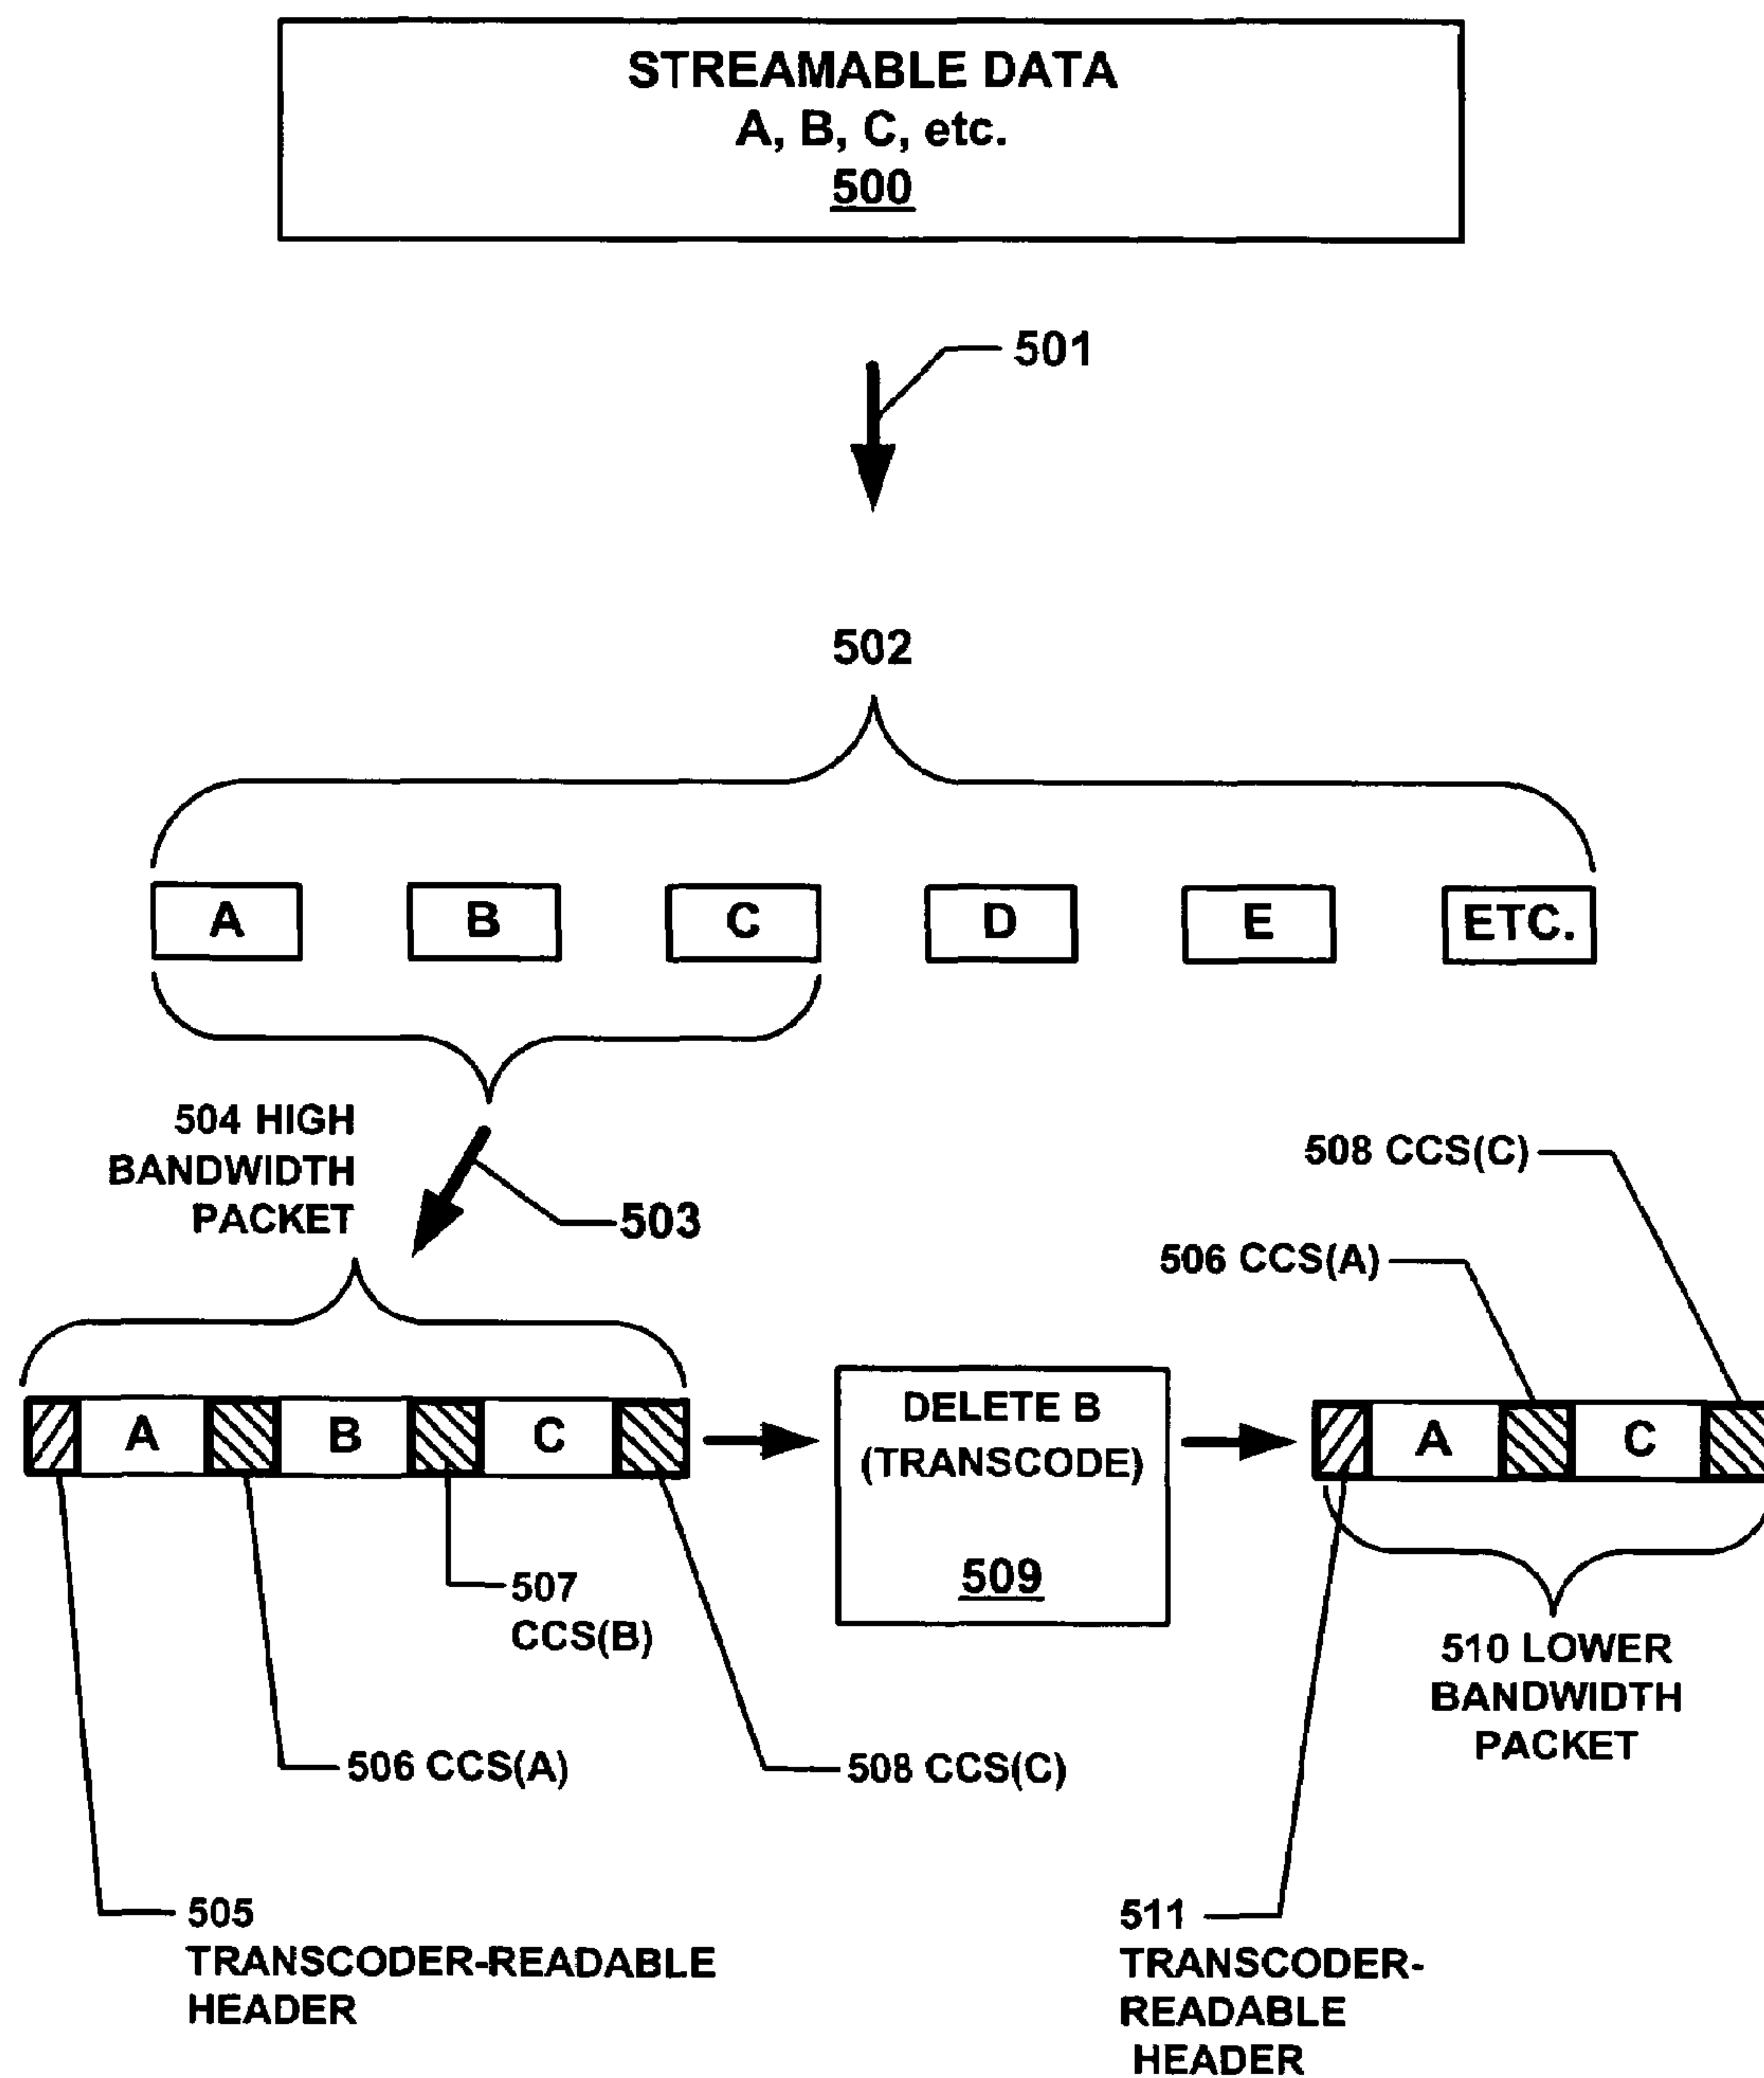 STREAMABLE DATA
A, B, C, etc.
500
501
502
A
B
C
D
E
ETC.
504 HIGH
BANDWIDTH
PACKET
503
508 CCS(C)
506 CCS(A)
A
B
C
DELETE B
(TRANSCODE)
509
A
C
507
CCS(B)
510 LOWER
BANDWIDTH
PACKET
506 CCS(A)
508 CCS(C)
505
TRANSCODER-READABLE
HEADER
511
TRANSCODER-
READABLE
HEADER